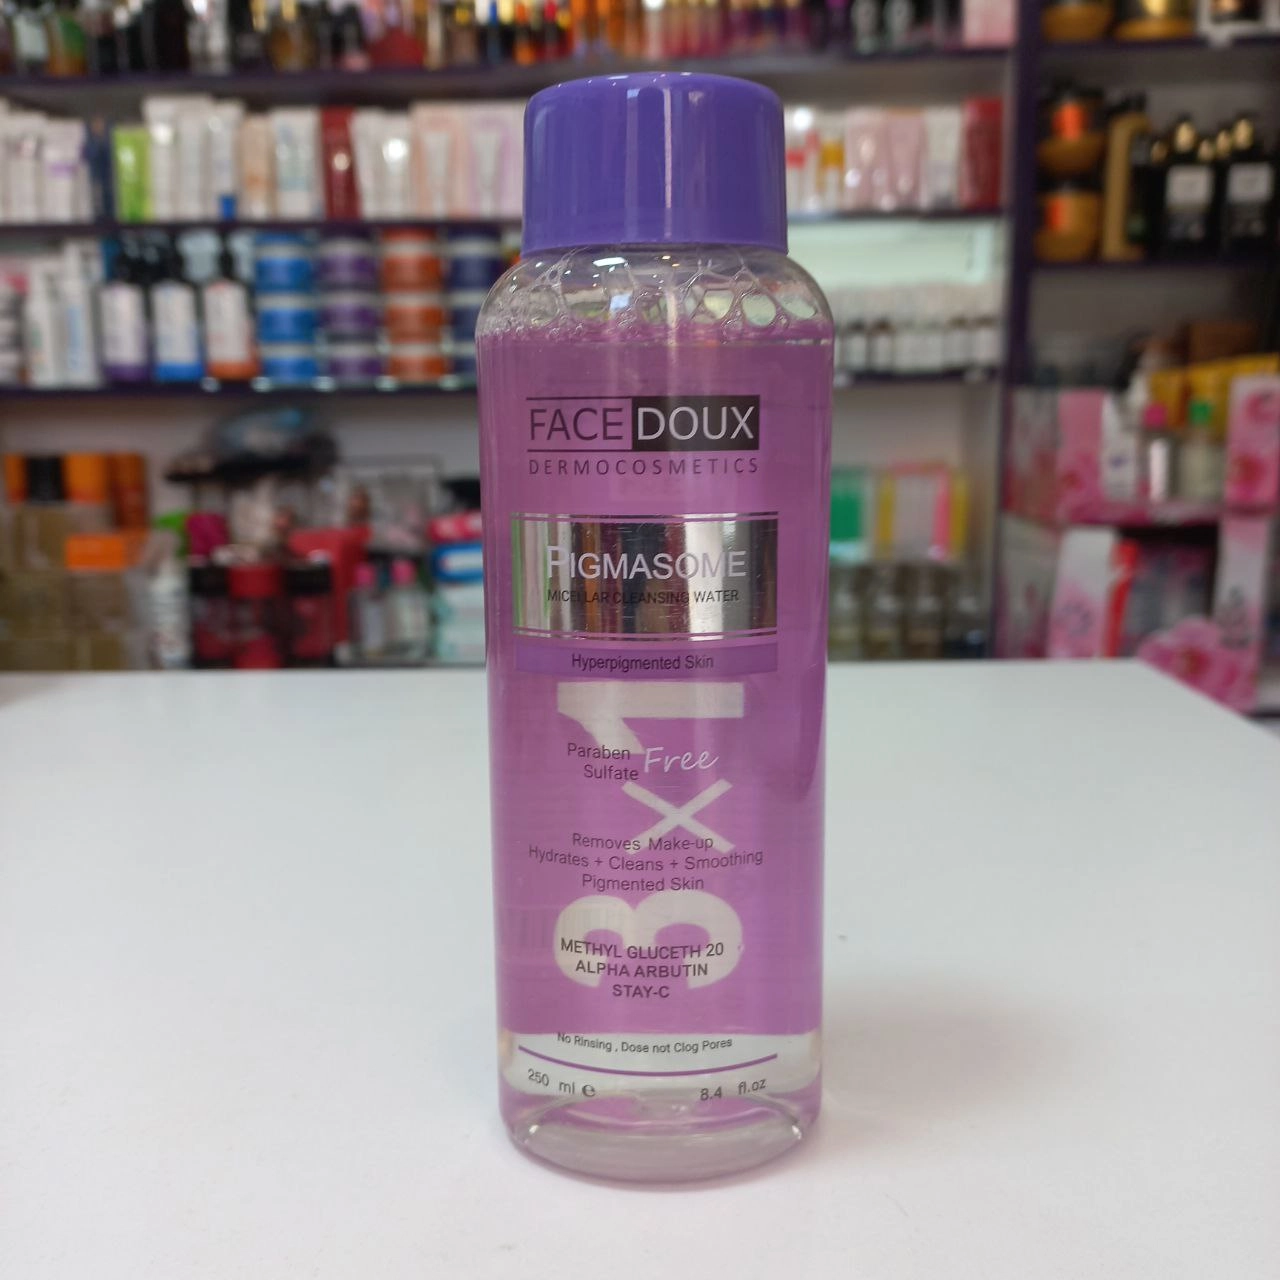 FACE DOUX
DERMOCOSMETICS
PIGMASOME
MICELLAR CLEANSING WATER
Hyperpigmented Skin
3x1
Paraben
Sulfate Free
Removes Make-up
Hydrates + Cleans + Smoothing
Pigmented Skin
METHYL GLUCETH 20
ALPHA ARBUTIN
STAY-C
No Rinsing , Dose not Clog Pores
250 ml ℮ 8.4 fl.oz